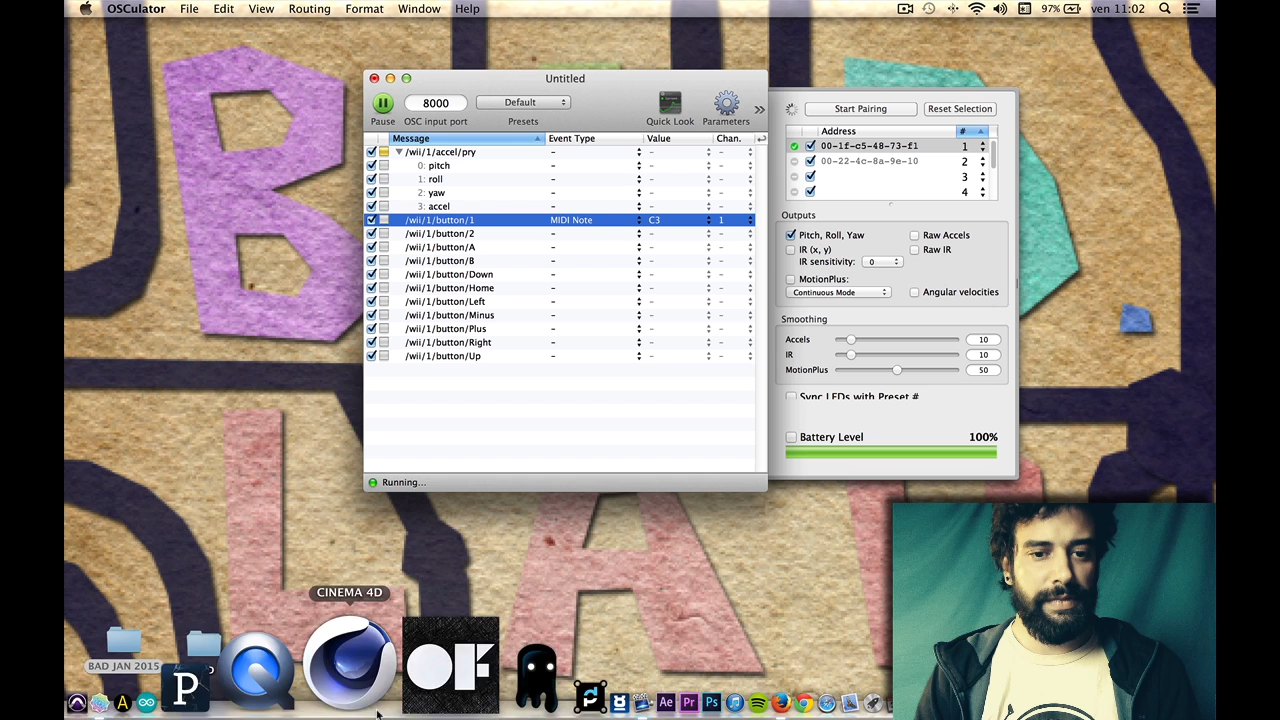 OSCulator File Edit View Routing Format Window Help 97% ven 11:02
Untitled
8000 Default
Pause OSC input port Presets Quick Look Parameters
Message Event Type Value Chan.
/wii/1/accel/pry – – –
0: pitch – – –
1: roll – – –
2: yaw – – –
3: accel – – –
/wii/1/button/1 MIDI Note C3 1
/wii/1/button/2 – – –
/wii/1/button/A – – –
/wii/1/button/B – – –
/wii/1/button/Down – – –
/wii/1/button/Home – – –
/wii/1/button/Left – – –
/wii/1/button/Minus – – –
/wii/1/button/Plus – – –
/wii/1/button/Right – – –
/wii/1/button/Up – – –
Running...
Start Pairing Reset Selection
Address #
00-1f-c5-48-73-f1 1
00-22-4c-8a-9e-10 2
3
4
Outputs
Pitch, Roll, Yaw Raw Accels
IR (x, y) Raw IR
IR sensitivity: 0
MotionPlus:
Continuous Mode Angular velocities
Smoothing
Accels 10
IR 10
MotionPlus 50
Sync LEDs with Preset #
Battery Level 100%
B
L A
CINEMA 4D
BAD JAN 2015
P
OF
A
Ae Pr Ps